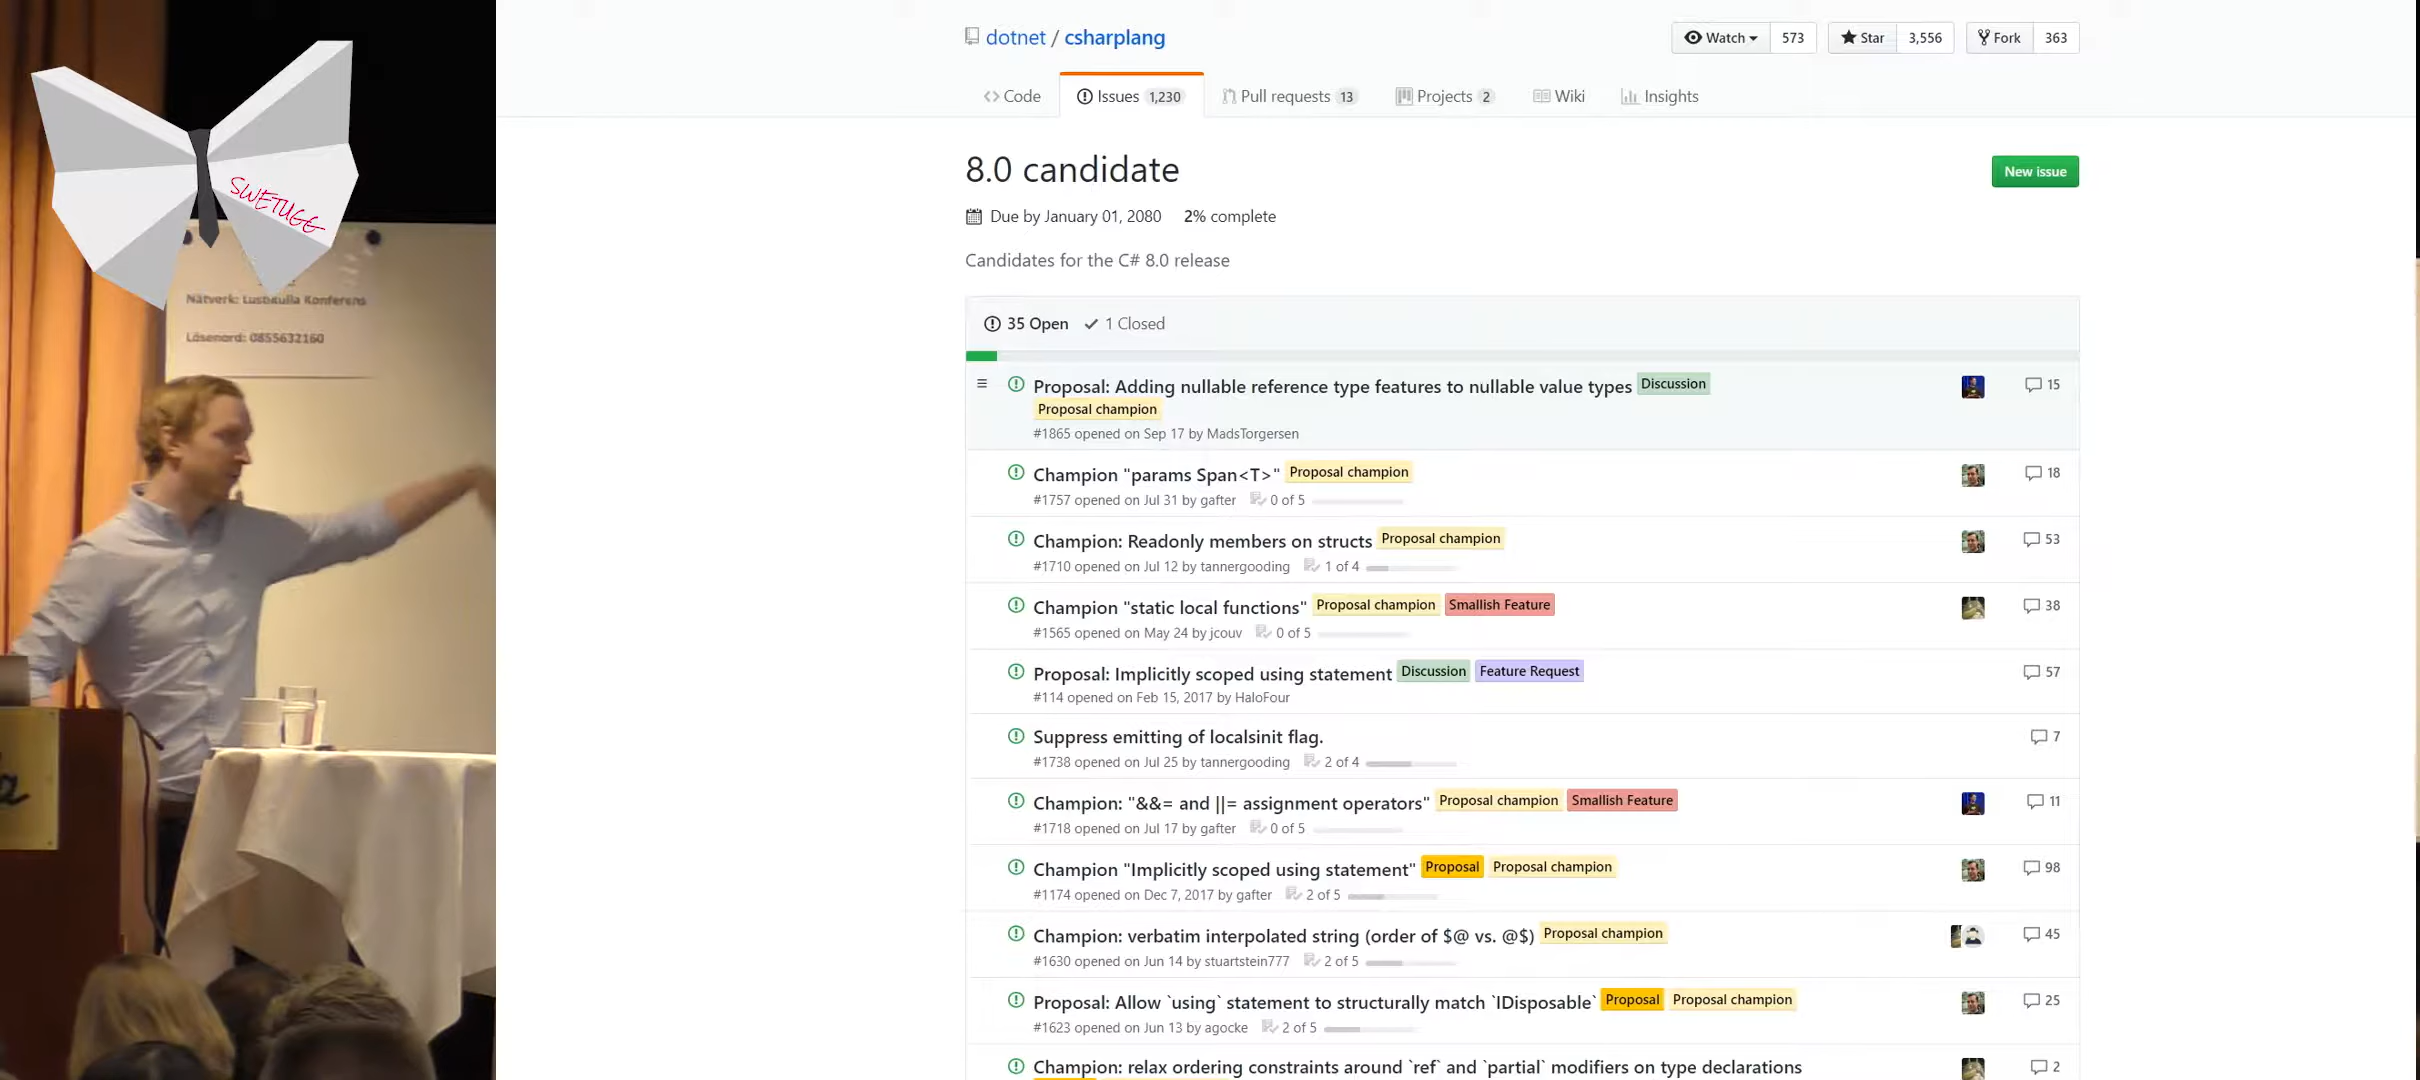 SWETUGG
Nätverk: Lustikulla Konferens
Lösenord: 0855632160
dotnet / csharplang
Watch 573
Star 3,556
Fork 363
Code
Issues 1,230
Pull requests 13
Projects 2
Wiki
Insights
8.0 candidate
New issue
Due by January 01, 2080 2% complete
Candidates for the C# 8.0 release
35 Open 1 Closed
Proposal: Adding nullable reference type features to nullable value types Discussion
Proposal champion
15
#1865 opened on Sep 17 by MadsTorgersen
Champion "params Span<T>" Proposal champion 18
#1757 opened on Jul 31 by gafter 0 of 5
Champion: Readonly members on structs Proposal champion 53
#1710 opened on Jul 12 by tannergooding 1 of 4
Champion "static local functions" Proposal champion Smallish Feature 38
#1565 opened on May 24 by jcouv 0 of 5
Proposal: Implicitly scoped using statement Discussion Feature Request 57
#114 opened on Feb 15, 2017 by HaloFour
Suppress emitting of localsinit flag. 7
#1738 opened on Jul 25 by tannergooding 2 of 4
Champion: "&&= and ||= assignment operators" Proposal champion Smallish Feature 11
#1718 opened on Jul 17 by gafter 0 of 5
Champion "Implicitly scoped using statement" Proposal Proposal champion 98
#1174 opened on Dec 7, 2017 by gafter 2 of 5
Champion: verbatim interpolated string (order of $@ vs. @$) Proposal champion 45
#1630 opened on Jun 14 by stuartstein777 2 of 5
Proposal: Allow `using` statement to structurally match `IDisposable` Proposal Proposal champion 25
#1623 opened on Jun 13 by agocke 2 of 5
Champion: relax ordering constraints around `ref` and `partial` modifiers on type declarations 2